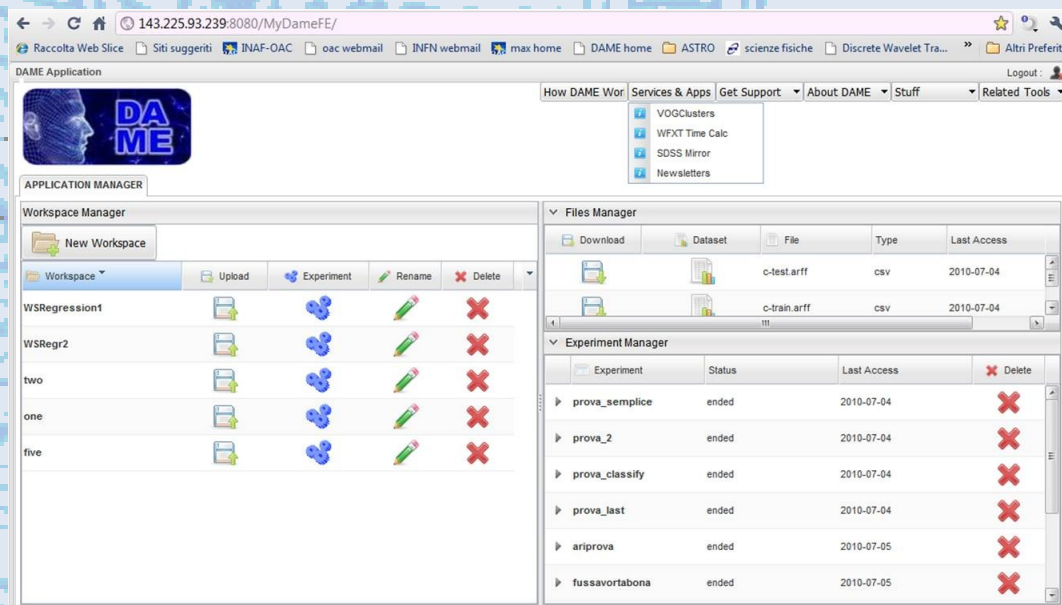 143.225.93.239:8080/MyDameFE/
Raccolta Web Slice Siti suggeriti INAF-OAC oac webmail INFN webmail max home DAME home ASTRO scienze fisiche Discrete Wavelet Tra... » Altri Preferit
DAME Application Logout :
How DAME Wor Services & Apps Get Support About DAME Stuff Related Tools
VOGClusters
WFXT Time Calc
SDSS Mirror
Newsletters
DA
ME
APPLICATION MANAGER
Workspace Manager
New Workspace
Workspace Upload Experiment Rename Delete
WSRegression1
WSRegr2
two
one
five
Files Manager
Download Dataset File Type Last Access
c-test.arff csv 2010-07-04
c-train.arff csv 2010-07-04
Experiment Manager
Experiment Status Last Access Delete
prova_semplice ended 2010-07-04
prova_2 ended 2010-07-04
prova_classify ended 2010-07-04
prova_last ended 2010-07-04
ariprova ended 2010-07-05
fussavortabona ended 2010-07-05